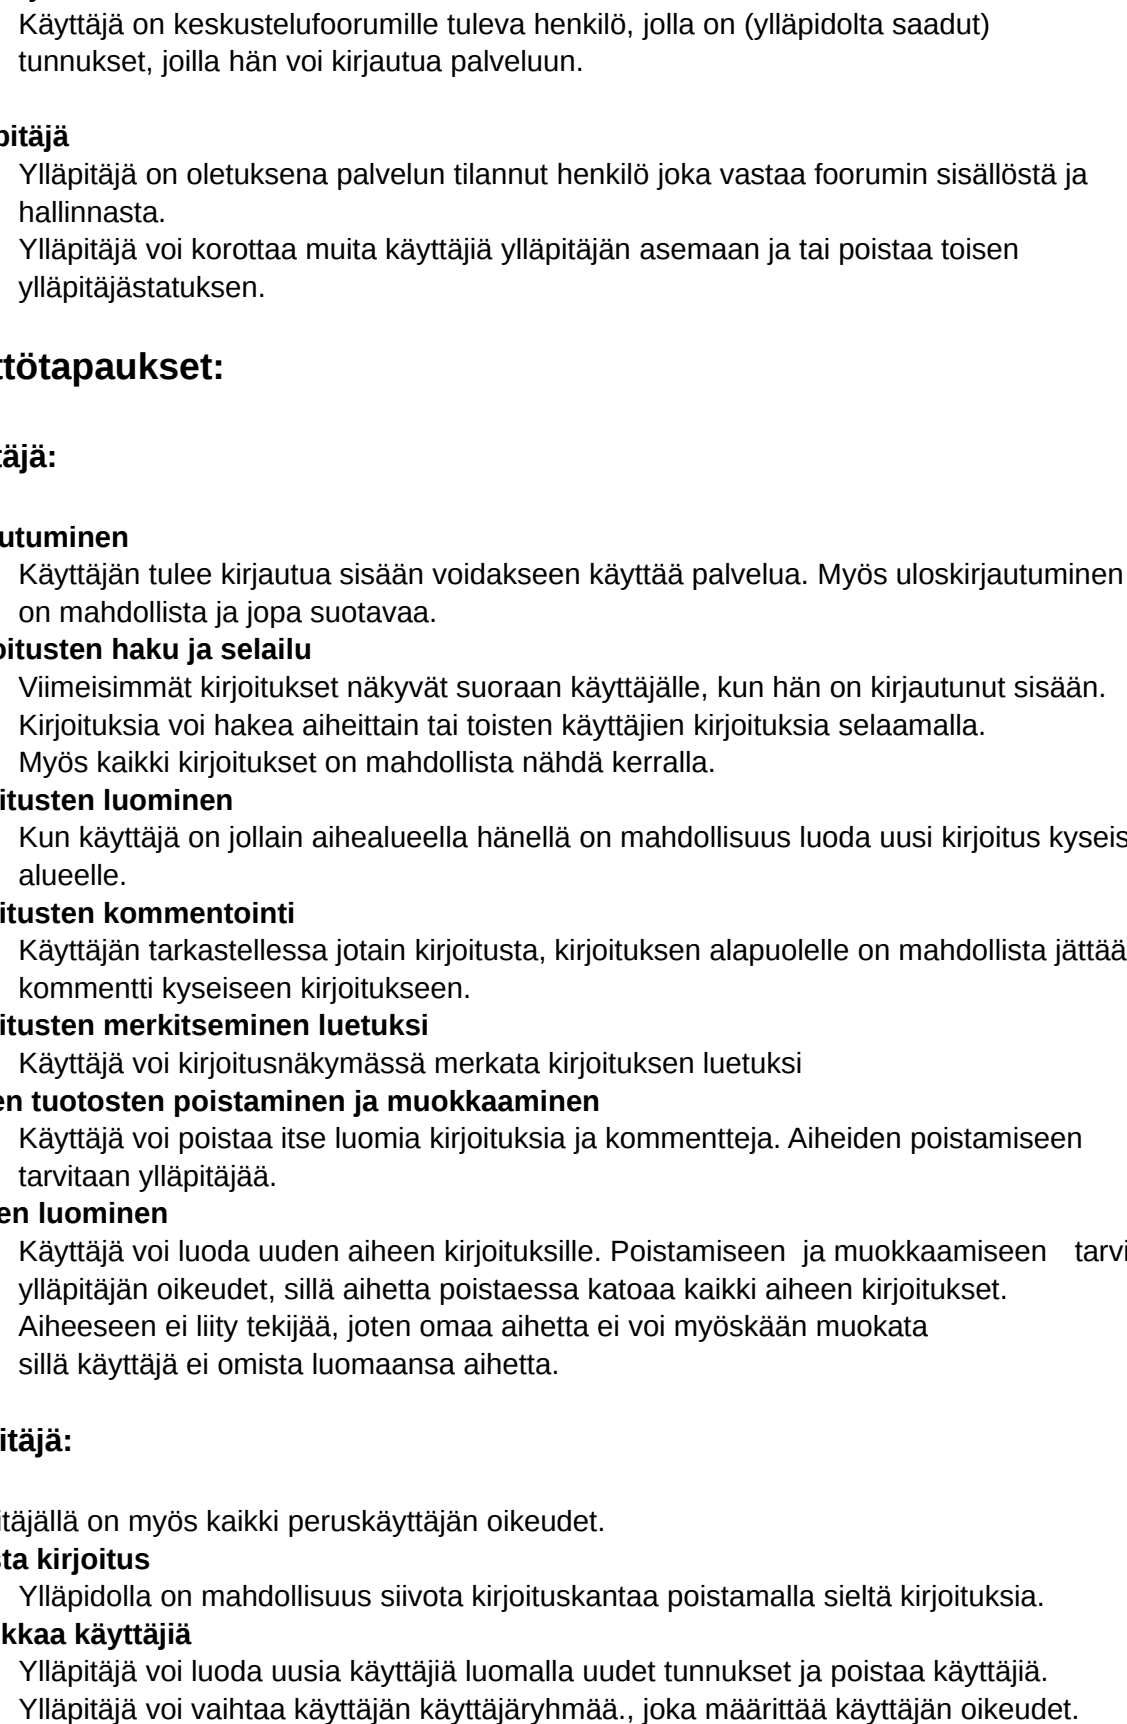 Käyttäjä on keskustelufoorumille tuleva henkilö, jolla on (ylläpidolta saadut)
tunnukset, joilla hän voi kirjautua palveluun.
pitäjä
Ylläpitäjä on oletuksena palvelun tilannut henkilö joka vastaa foorumin sisällöstä ja
hallinnasta.
Ylläpitäjä voi korottaa muita käyttäjiä ylläpitäjän asemaan ja tai poistaa toisen
ylläpitäjästatuksen.
ttötapaukset:
täjä:
utuminen
Käyttäjän tulee kirjautua sisään voidakseen käyttää palvelua. Myös uloskirjautuminen
on mahdollista ja jopa suotavaa.
oitusten haku ja selailu
Viimeisimmät kirjoitukset näkyvät suoraan käyttäjälle, kun hän on kirjautunut sisään.
Kirjoituksia voi hakea aiheittain tai toisten käyttäjien kirjoituksia selaamalla.
Myös kaikki kirjoitukset on mahdollista nähdä kerralla.
itusten luominen
Kun käyttäjä on jollain aihealueella hänellä on mahdollisuus luoda uusi kirjoitus kyseis
alueelle.
itusten kommentointi
Käyttäjän tarkastellessa jotain kirjoitusta, kirjoituksen alapuolelle on mahdollista jättää
kommentti kyseiseen kirjoitukseen.
itusten merkitseminen luetuksi
Käyttäjä voi kirjoitusnäkymässä merkata kirjoituksen luetuksi
en tuotosten poistaminen ja muokkaaminen
Käyttäjä voi poistaa itse luomia kirjoituksia ja kommentteja. Aiheiden poistamiseen
tarvitaan ylläpitäjää.
en luominen
Käyttäjä voi luoda uuden aiheen kirjoituksille. Poistamiseen  ja muokkaamiseen   tarvi
ylläpitäjän oikeudet, sillä aihetta poistaessa katoaa kaikki aiheen kirjoitukset.
Aiheeseen ei liity tekijää, joten omaa aihetta ei voi myöskään muokata
sillä käyttäjä ei omista luomaansa aihetta.
itäjä:
itäjällä on myös kaikki peruskäyttäjän oikeudet.
sta kirjoitus
Ylläpidolla on mahdollisuus siivota kirjoituskantaa poistamalla sieltä kirjoituksia.
kkaa käyttäjiä
Ylläpitäjä voi luoda uusia käyttäjiä luomalla uudet tunnukset ja poistaa käyttäjiä.
Ylläpitäjä voi vaihtaa käyttäjän käyttäjäryhmää., joka määrittää käyttäjän oikeudet.